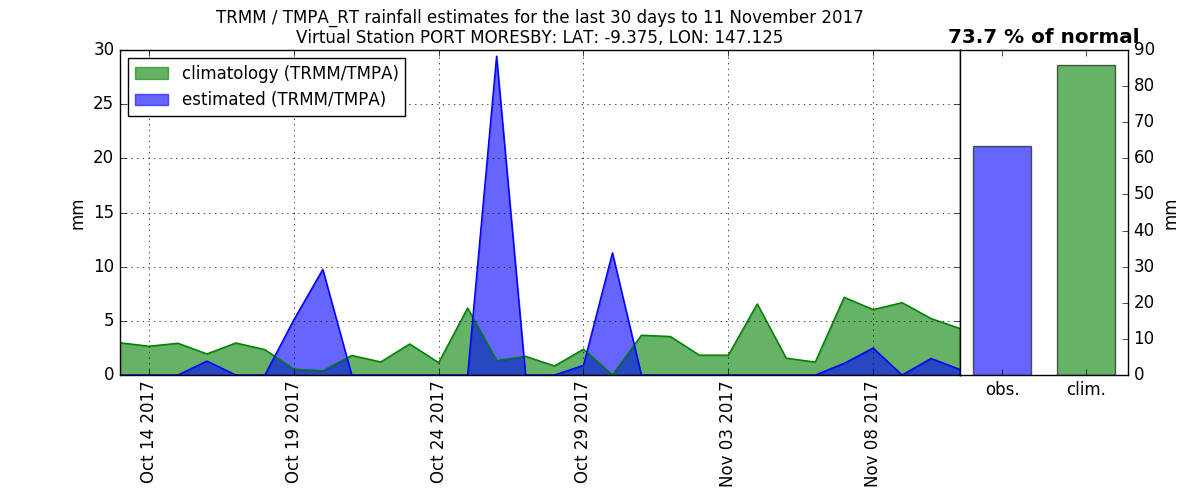 TRMM / TMPA_RT rainfall estimates for the last 30 days to 11 November 2017
Virtual Station PORT MORESBY: LAT: -9.375, LON: 147.125
73.7 % of normal
climatology (TRMM/TMPA)
estimated (TRMM/TMPA)
mm
30
25
20
15
10
5
0
Oct 14 2017
Oct 19 2017
Oct 24 2017
Oct 29 2017
Nov 03 2017
Nov 08 2017
obs.
clim.
90
80
70
60
50
40
30
20
10
0
mm